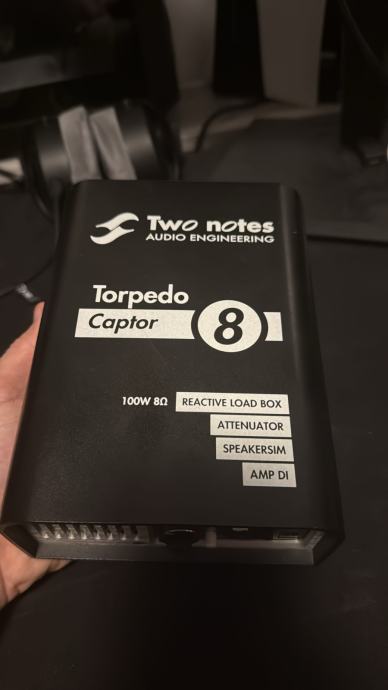 Two notes
AUDIO ENGINEERING
Torpedo
Captor 8
100W 8Ω REACTIVE LOAD BOX
ATTENUATOR
SPEAKERSIM
AMP DI